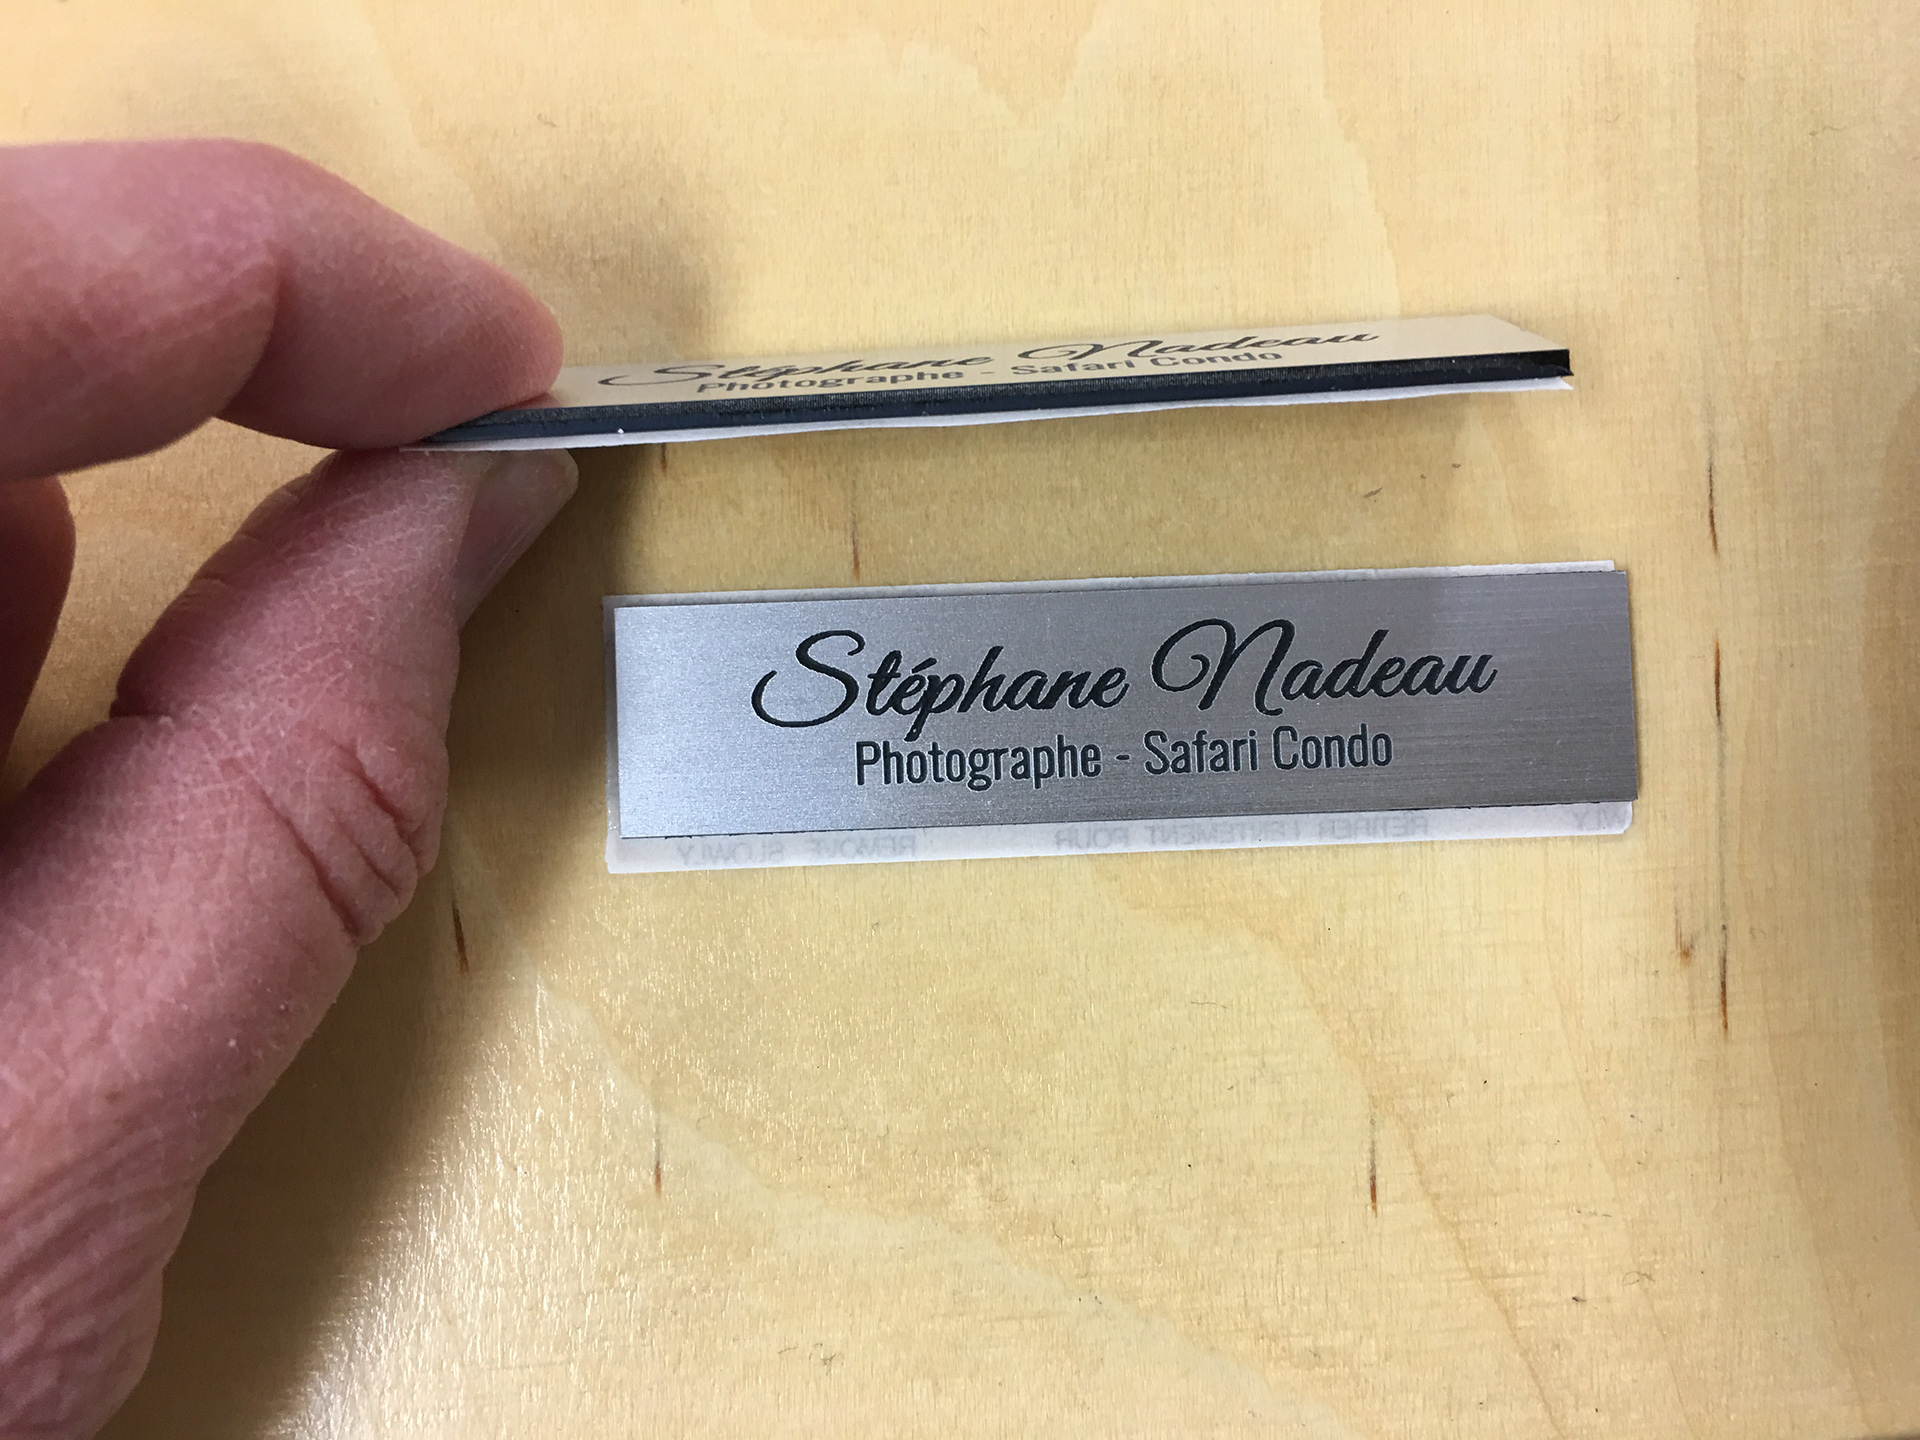 Stéphane Nadeau
Photographe - Safari Condo
Stéphane Nadeau
Photographe - Safari Condo
REMOVE SLOWLY
RETIRER LENTEMENT POUR